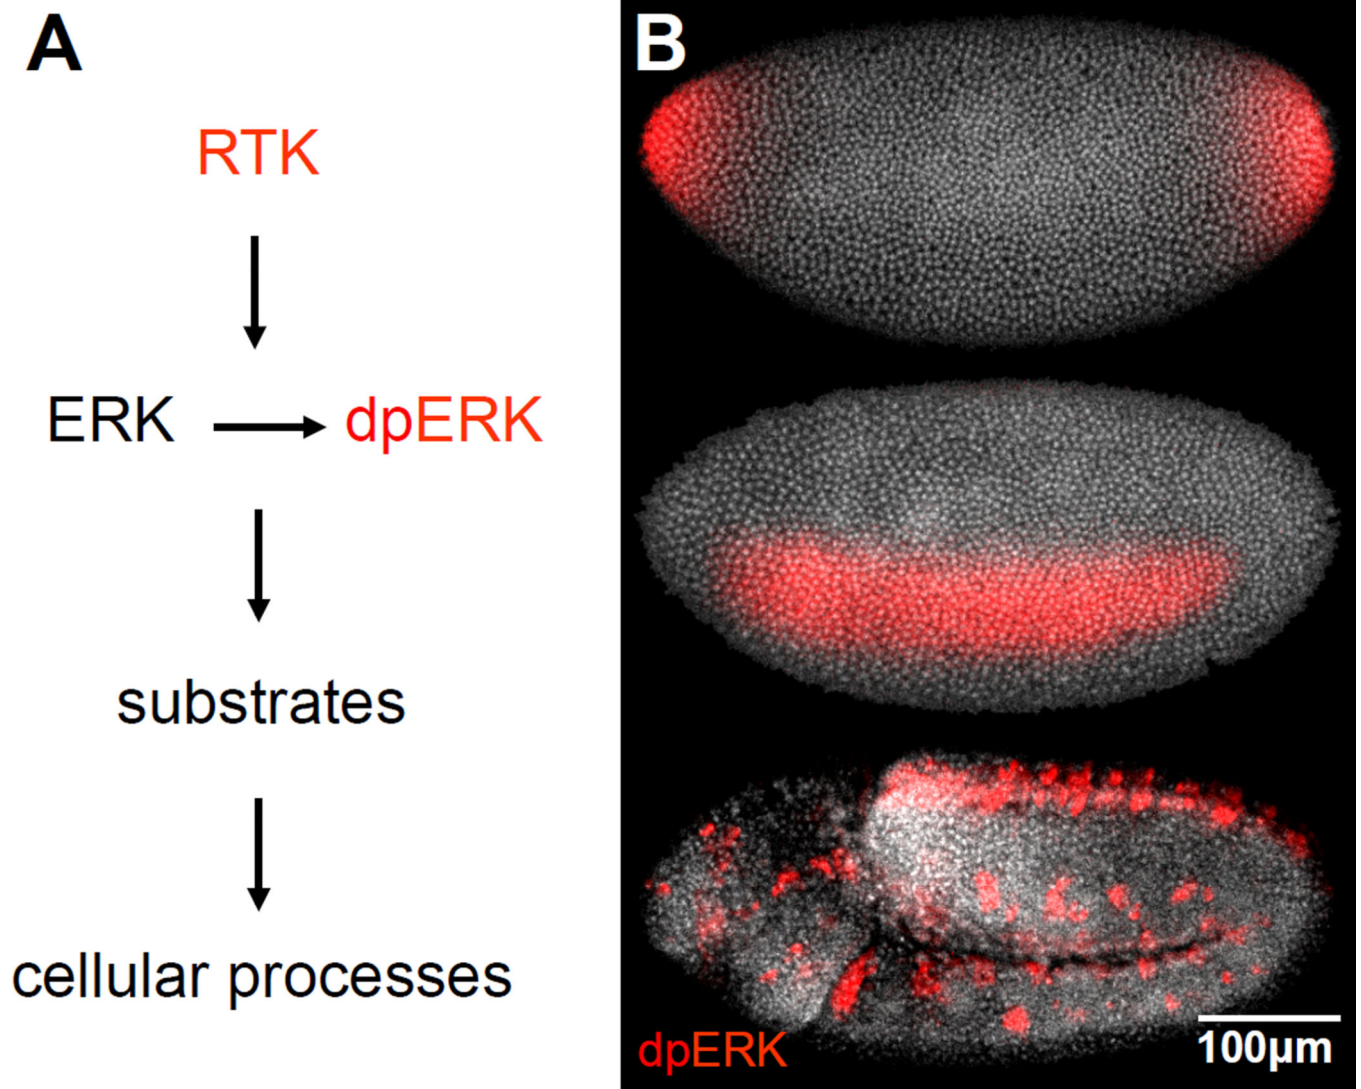 A
RTK
ERK
dpERK
substrates
cellular processes
B
dpERK
100µm